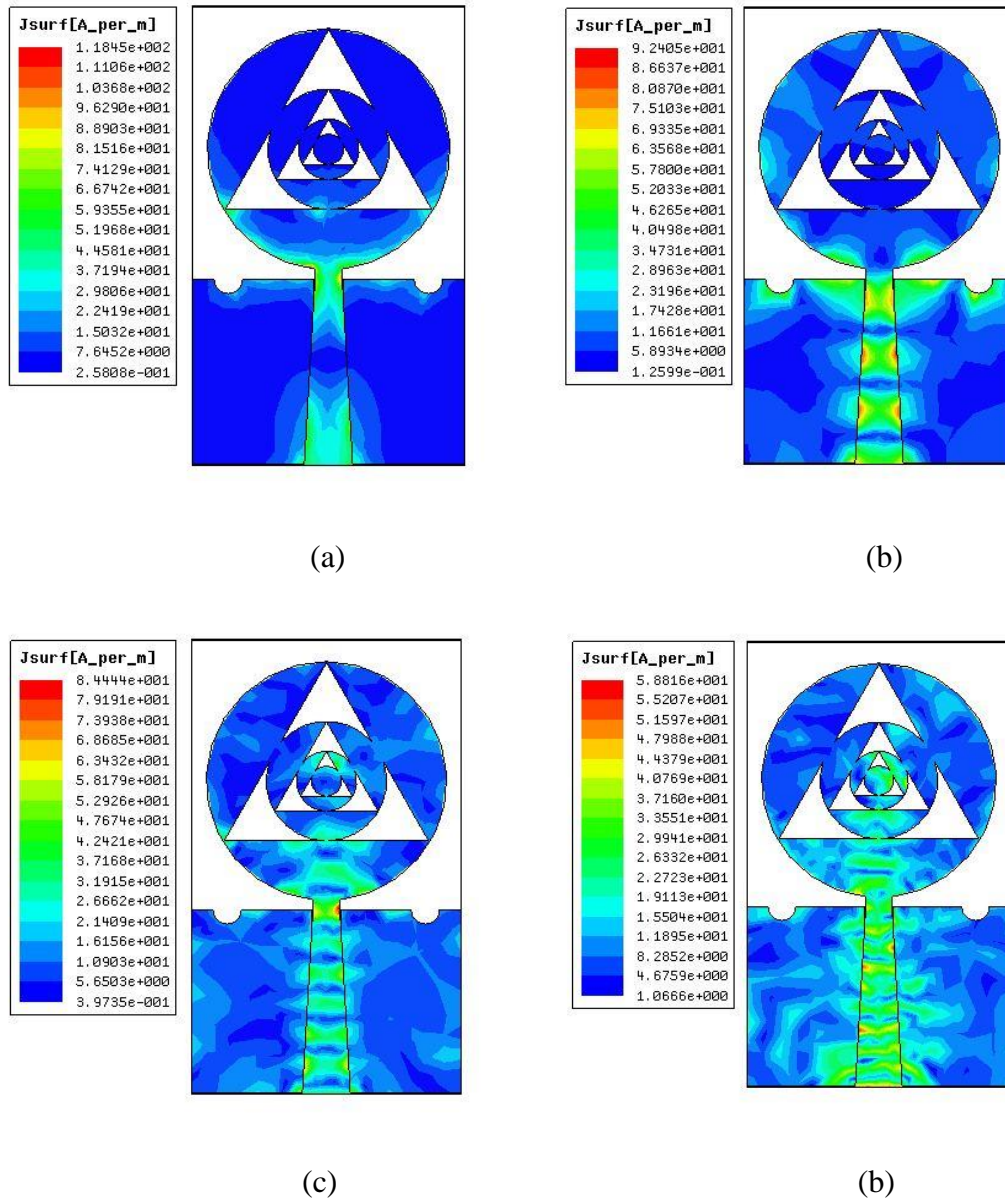 Jsurf[A_per_m]
1.1845e+002
1.1106e+002
1.0368e+002
9.6290e+001
8.8903e+001
8.1516e+001
7.4129e+001
6.6742e+001
5.9355e+001
5.1968e+001
4.4581e+001
3.7194e+001
2.9806e+001
2.2419e+001
1.5032e+001
7.6452e+000
2.5808e-001
(a)
Jsurf[A_per_m]
9.2405e+001
8.6637e+001
8.0870e+001
7.5103e+001
6.9335e+001
6.3568e+001
5.7800e+001
5.2033e+001
4.6265e+001
4.0498e+001
3.4731e+001
2.8963e+001
2.3196e+001
1.7428e+001
1.1661e+001
5.8934e+000
1.2599e-001
(b)
Jsurf[A_per_m]
8.4444e+001
7.9191e+001
7.3938e+001
6.8685e+001
6.3432e+001
5.8179e+001
5.2926e+001
4.7674e+001
4.2421e+001
3.7168e+001
3.1915e+001
2.6662e+001
2.1409e+001
1.6156e+001
1.0903e+001
5.6503e+000
3.9735e-001
(c)
Jsurf[A_per_m]
5.8816e+001
5.5207e+001
5.1597e+001
4.7988e+001
4.4379e+001
4.0769e+001
3.7160e+001
3.3551e+001
2.9941e+001
2.6332e+001
2.2723e+001
1.9113e+001
1.5504e+001
1.1895e+001
8.2852e+000
4.6759e+000
1.0666e+000
(b)